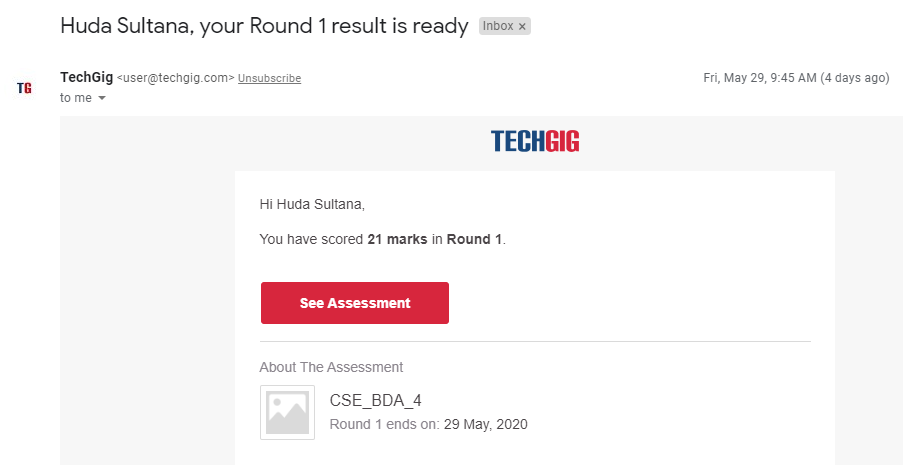 Huda Sultana, your Round 1 result is ready Inbox x
TechGig <user@techgig.com> Unsubscribe Fri, May 29, 9:45 AM (4 days ago)
TG
to me
TECHGIG
Hi Huda Sultana,
You have scored 21 marks in Round 1.
See Assessment
About The Assessment
CSE_BDA_4
Round 1 ends on: 29 May, 2020